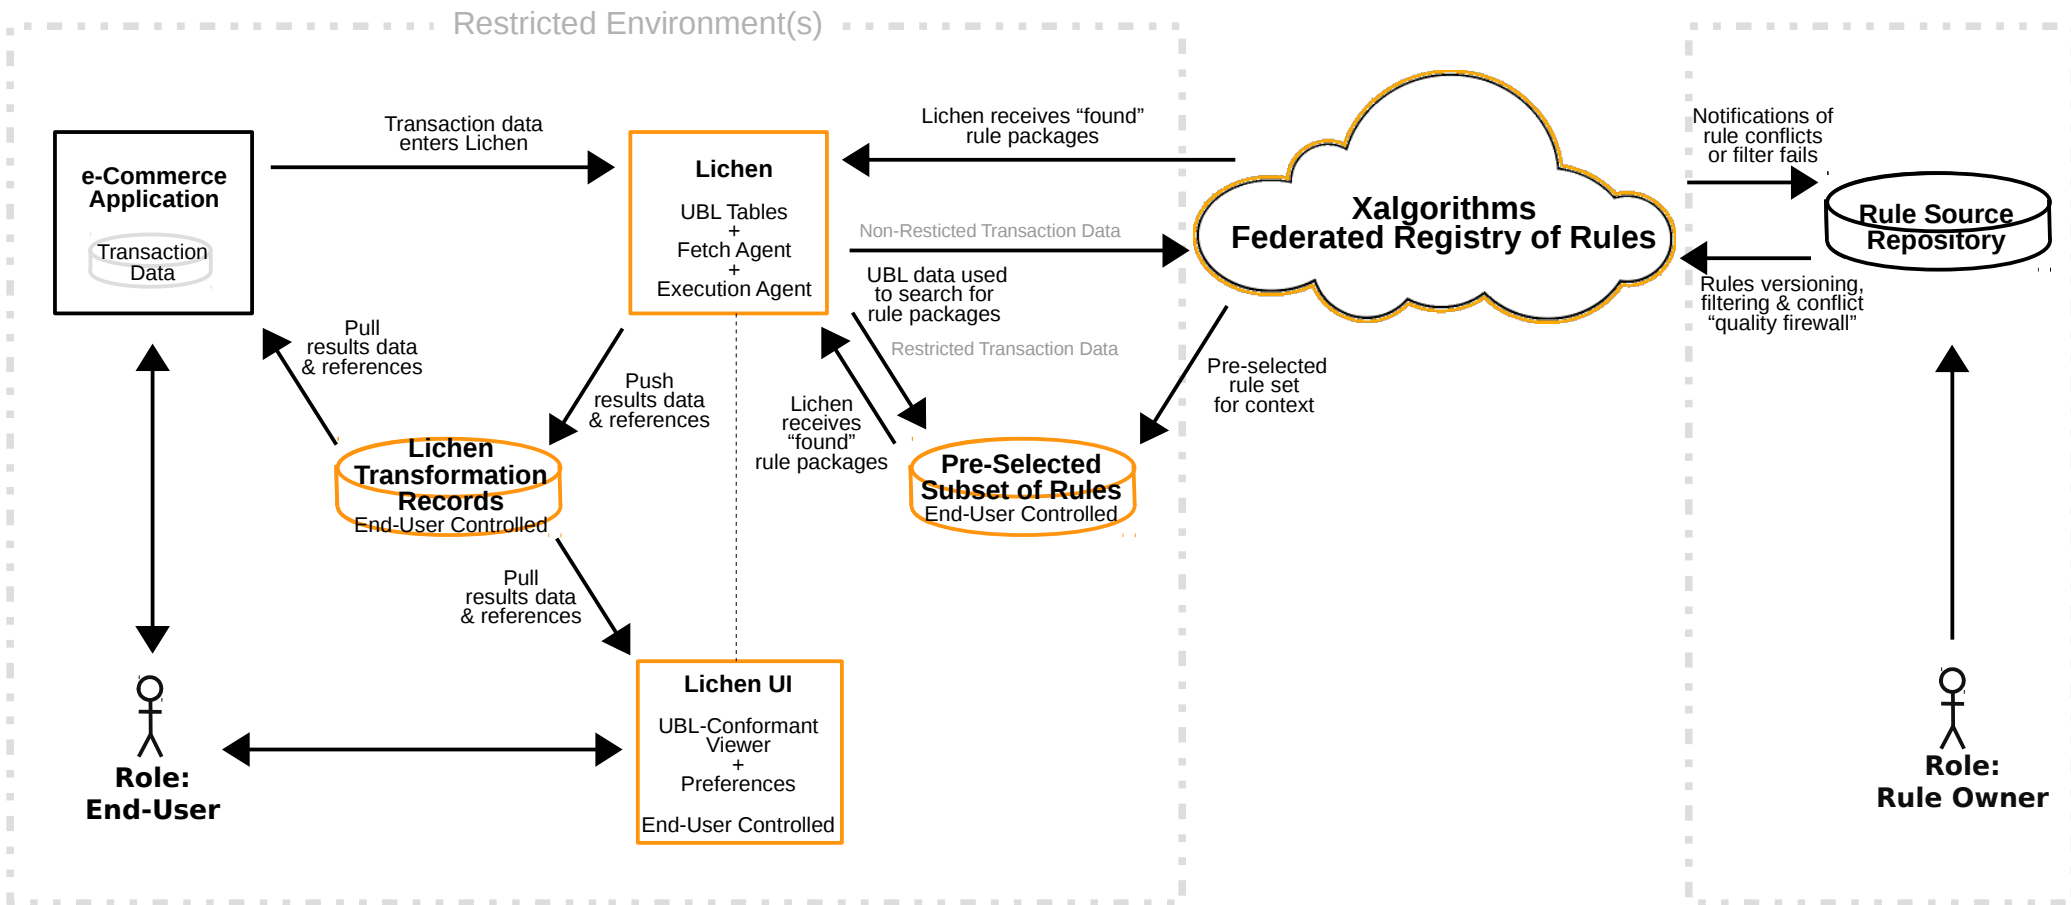 Restricted Environment(s)
e-Commerce
Application
Transaction
Data
Transaction data
enters Lichen
Lichen
UBL Tables
+
Fetch Agent
+
Execution Agent
Lichen receives “found”
rule packages
Non-Resticted Transaction Data
UBL data used
to search for
rule packages
Restricted Transaction Data
Xalgorithms
Federated Registry of Rules
Notifications of
rule conflicts
or filter fails
Rule Source
Repository
Rules versioning,
filtering & conflict
“quality firewall”
Pull
results data
& references
Push
results data
& references
Lichen
receives
“found”
rule packages
Pre-selected
rule set
for context
Lichen
Transformation
Records
End-User Controlled
Pre-Selected
Subset of Rules
End-User Controlled
Pull
results data
& references
Lichen UI
UBL-Conformant
Viewer
+
Preferences
End-User Controlled
Role:
End-User
Role:
Rule Owner